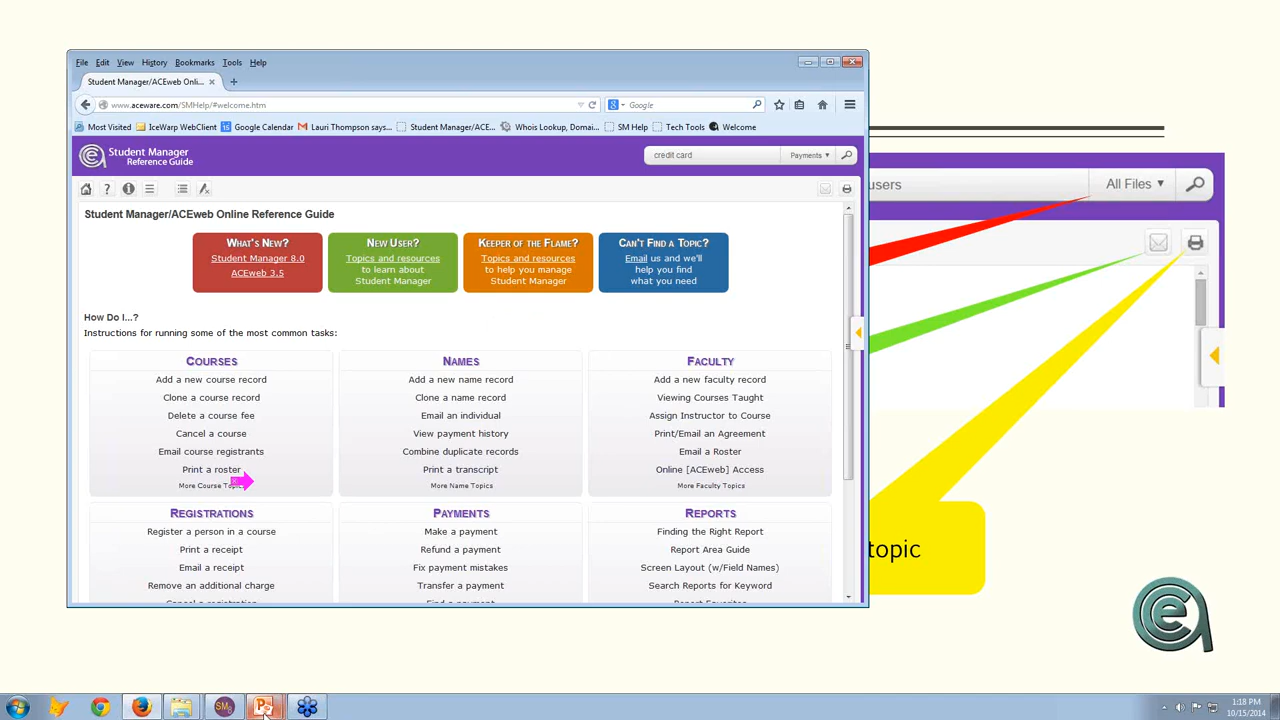 File Edit View History Bookmarks Tools Help
Student Manager/ACEweb Onli... × +
www.aceware.com/SMHelp/#welcome.htm
Google
Most Visited IceWarp WebClient Google Calendar Lauri Thompson says... Student Manager/ACE... Whois Lookup, Domai... SM Help Tech Tools Welcome
Student Manager
Reference Guide
credit card Payments
users All Files
Student Manager/ACEweb Online Reference Guide
What's New?
Student Manager 8.0
ACEweb 3.5
New User?
Topics and resources
to learn about
Student Manager
Keeper of the Flame?
Topics and resources
to help you manage
Student Manager
Can't Find a Topic?
Email us and we'll
help you find
what you need
How Do I...?
Instructions for running some of the most common tasks:
Courses
Add a new course record
Clone a course record
Delete a course fee
Cancel a course
Email course registrants
Print a roster
More Course Topics
Names
Add a new name record
Clone a name record
Email an individual
View payment history
Combine duplicate records
Print a transcript
More Name Topics
Faculty
Add a new faculty record
Viewing Courses Taught
Assign Instructor to Course
Print/Email an Agreement
Email a Roster
Online [ACEweb] Access
More Faculty Topics
Registrations
Register a person in a course
Print a receipt
Email a receipt
Remove an additional charge
Cancel a registration
Payments
Make a payment
Refund a payment
Fix payment mistakes
Transfer a payment
Find a payment
Reports
Finding the Right Report
Report Area Guide
Screen Layout (w/Field Names)
Search Reports for Keyword
Report Favorites
topic
SM8
1:18 PM
10/15/2014